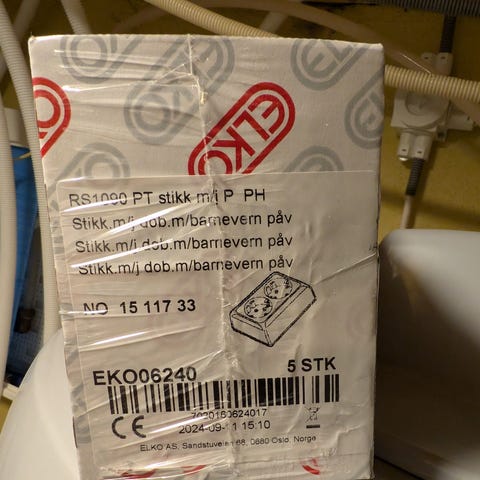 ELKO
RS1090 PT stikk m/j P PH
Stikk.m/j dob.m/barnevern påv
Stikk.m/j dob.m/barnevern påv
Stikk.m/j dob.m/barnevern påv
NO 15 117 33
EKO06240 5 STK
7020160624017
CE 2024-09-11 15:10
ELKO AS, Sandstuveien 68, 0680 Oslo, Norge